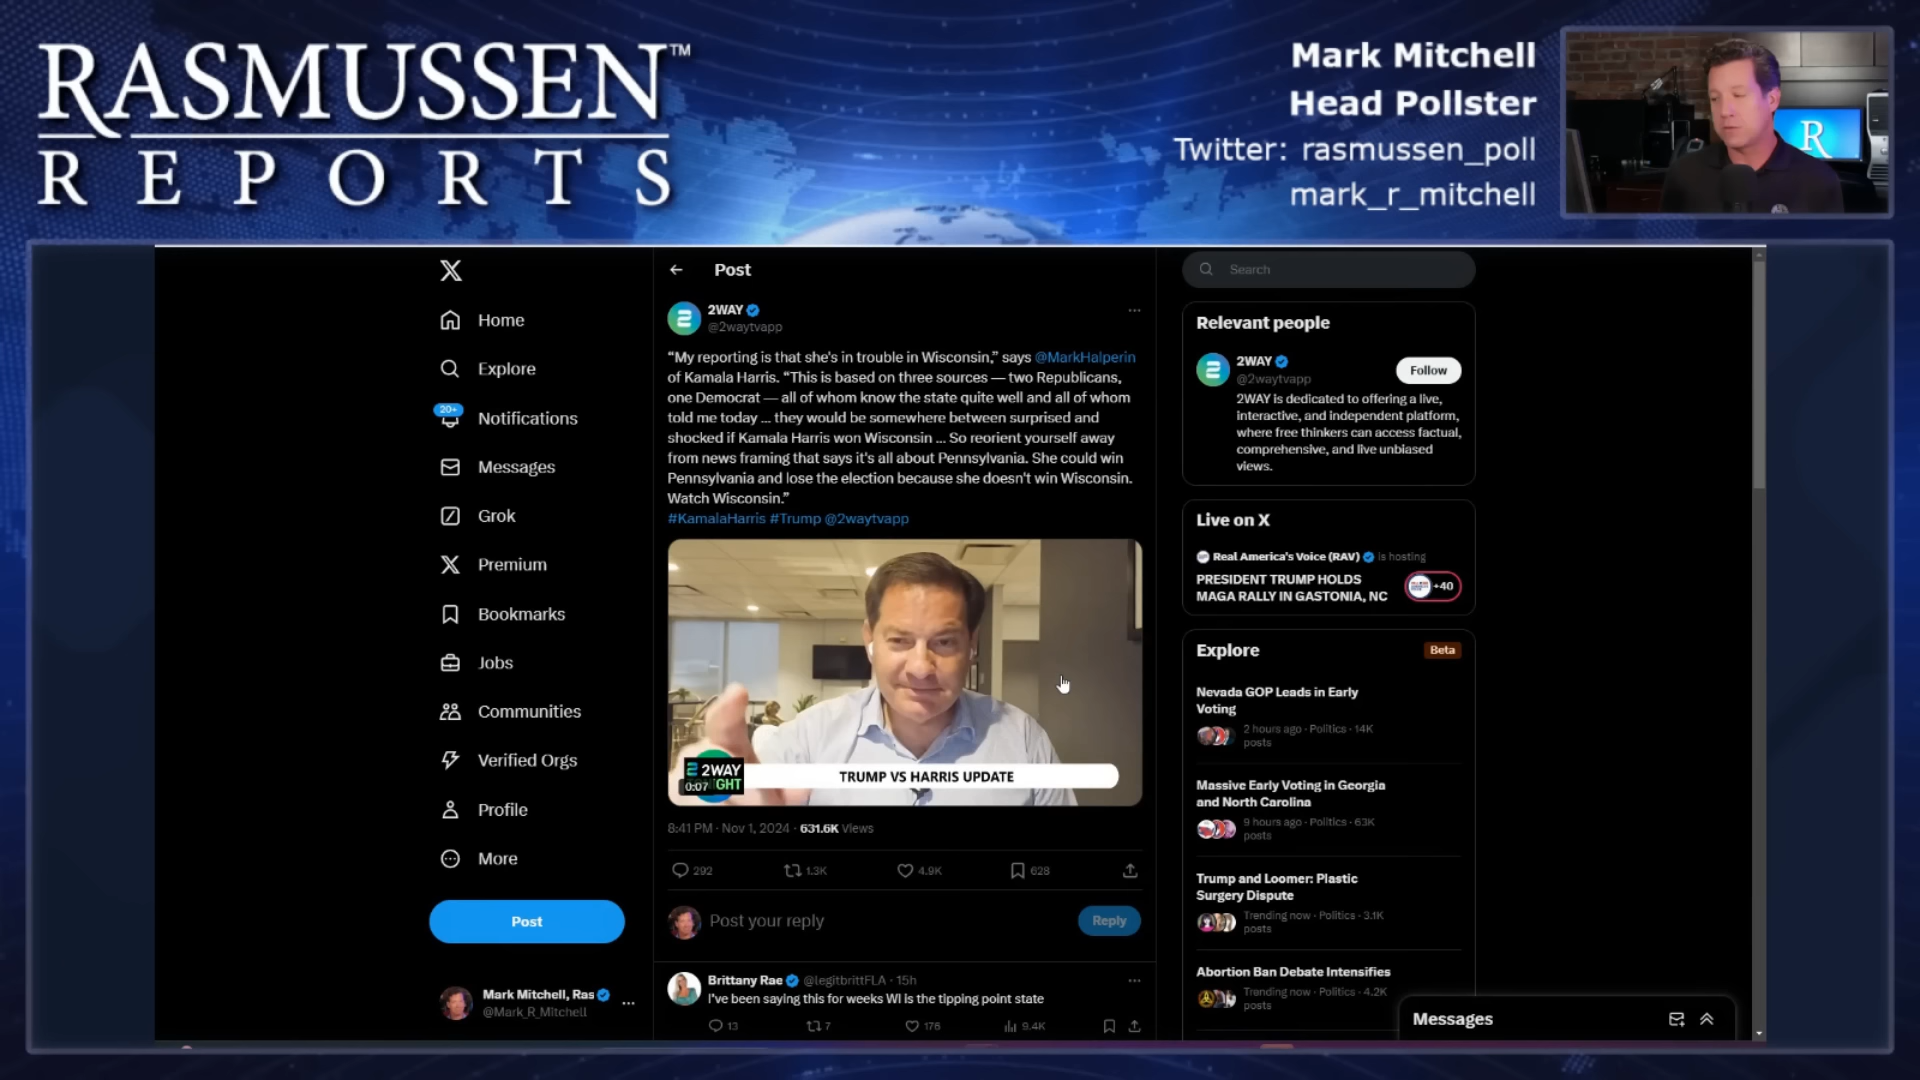 RASMUSSEN™
REPORTS
Mark Mitchell
Head Pollster
Twitter: rasmussen_poll
mark_r_mitchell
R
X
Home
Explore
20+
Notifications
Messages
Grok
Premium
Bookmarks
Jobs
Communities
Verified Orgs
Profile
More
Post
Mark Mitchell, Ras
@Mark_R_Mitchell
Post
2WAY
@2waytvapp
“My reporting is that she's in trouble in Wisconsin,” says @MarkHalperin
of Kamala Harris. “This is based on three sources — two Republicans,
one Democrat — all of whom know the state quite well and all of whom
told me today ... they would be somewhere between surprised and
shocked if Kamala Harris won Wisconsin ... So reorient yourself away
from news framing that says it's all about Pennsylvania. She could win
Pennsylvania and lose the election because she doesn't win Wisconsin.
Watch Wisconsin.”
#KamalaHarris #Trump @2waytvapp
2WAY
0:07
TRUMP VS HARRIS UPDATE
8:41 PM · Nov 1, 2024 · 631.6K Views
292 1.3K 4.9K 628
Post your reply
Reply
Brittany Rae @legitbrittFLA · 15h
I've been saying this for weeks WI is the tipping point state
13 7 176 9.4K
Search
Relevant people
2WAY
@2waytvapp
Follow
2WAY is dedicated to offering a live,
interactive, and independent platform,
where free thinkers can access factual,
comprehensive, and live unbiased
views.
Live on X
Real America's Voice (RAV) is hosting
PRESIDENT TRUMP HOLDS
MAGA RALLY IN GASTONIA, NC
+40
Explore
Beta
Nevada GOP Leads in Early
Voting
2 hours ago · Politics · 14K
posts
Massive Early Voting in Georgia
and North Carolina
9 hours ago · Politics · 63K
posts
Trump and Loomer: Plastic
Surgery Dispute
Trending now · Politics · 3.1K
posts
Abortion Ban Debate Intensifies
Trending now · Politics · 4.2K
posts
Messages